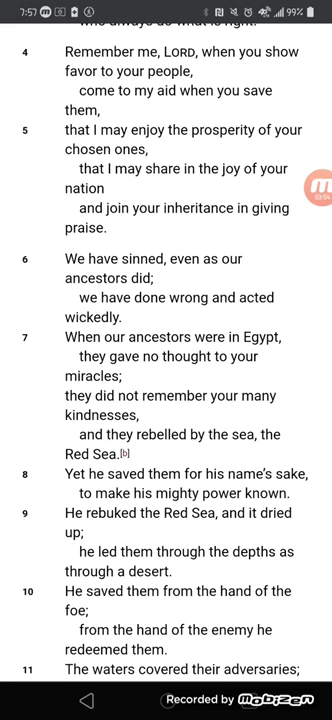 7:57
99%
4 Remember me, LORD, when you show
favor to your people,
come to my aid when you save
them,
5 that I may enjoy the prosperity of your
chosen ones,
that I may share in the joy of your
nation
and join your inheritance in giving
praise.
03:54
6 We have sinned, even as our
ancestors did;
we have done wrong and acted
wickedly.
7 When our ancestors were in Egypt,
they gave no thought to your
miracles;
they did not remember your many
kindnesses,
and they rebelled by the sea, the
Red Sea.[b]
8 Yet he saved them for his name’s sake,
to make his mighty power known.
9 He rebuked the Red Sea, and it dried
up;
he led them through the depths as
through a desert.
10 He saved them from the hand of the
foe;
from the hand of the enemy he
redeemed them.
11 The waters covered their adversaries;
Recorded by mobizen